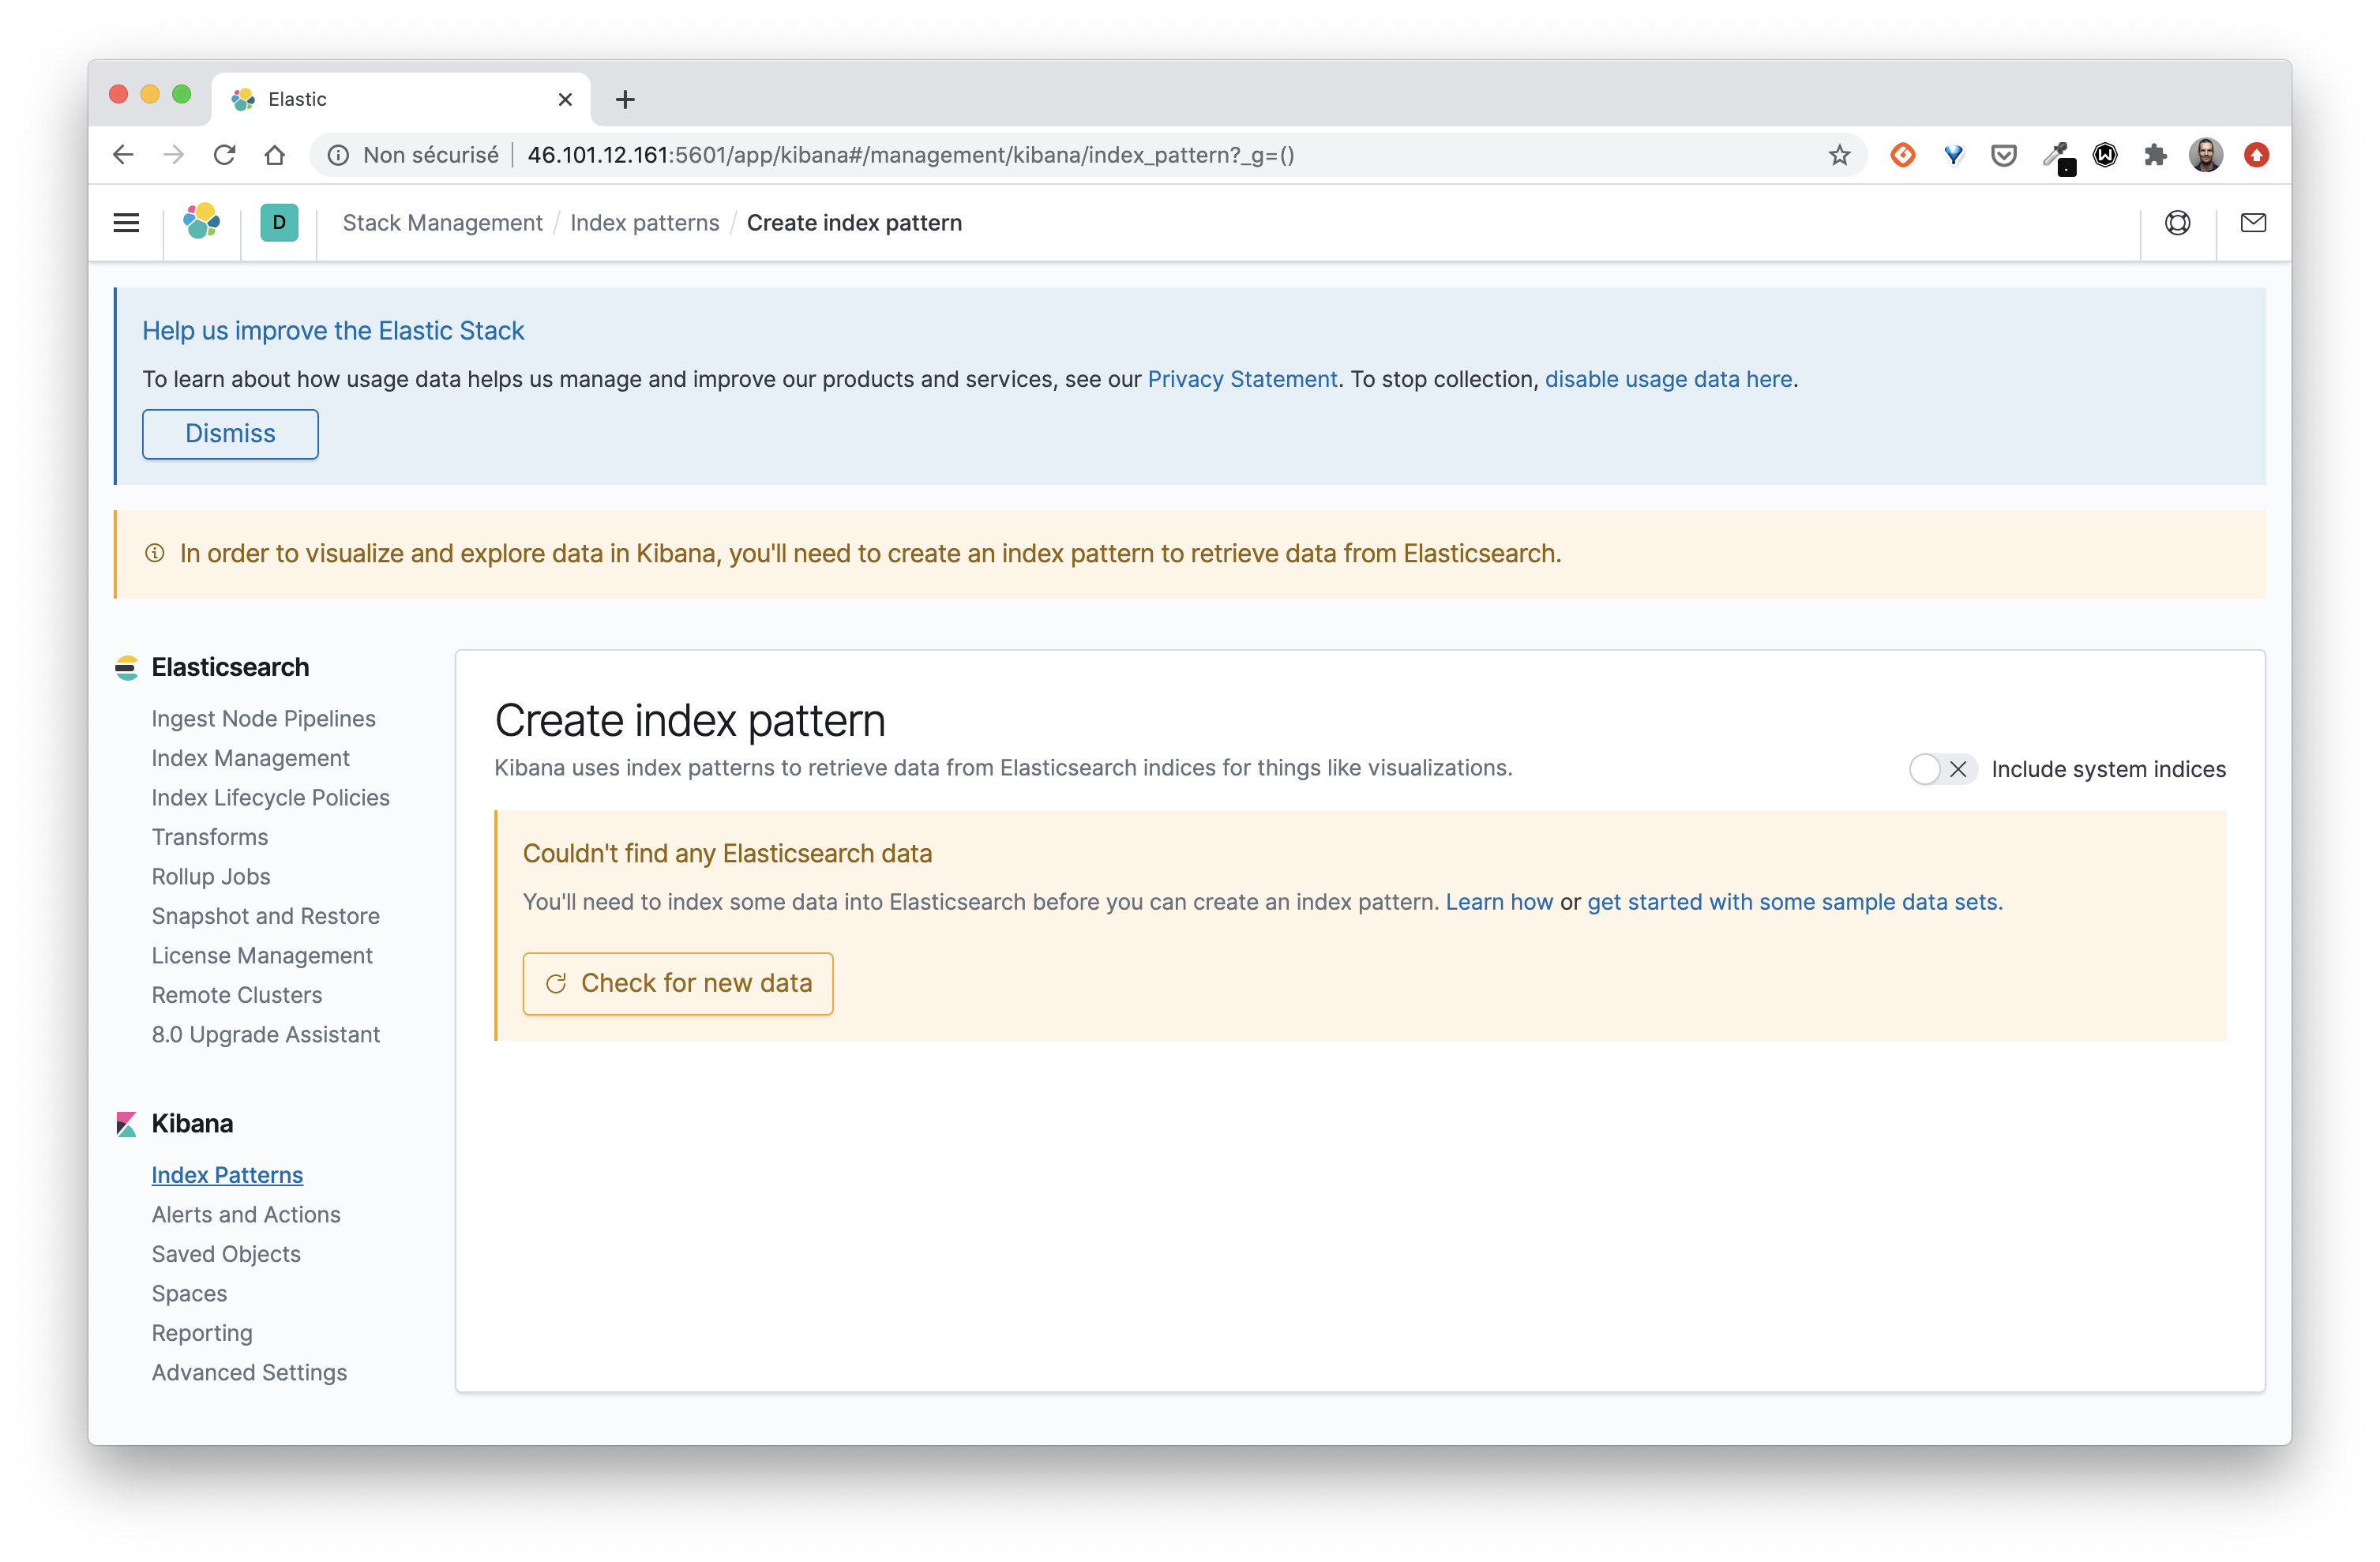 Elastic
Non sécurisé 46.101.12.161:5601/app/kibana#/management/kibana/index_pattern?_g=()
D Stack Management / Index patterns / Create index pattern
Help us improve the Elastic Stack
To learn about how usage data helps us manage and improve our products and services, see our Privacy Statement. To stop collection, disable usage data here.
Dismiss
In order to visualize and explore data in Kibana, you'll need to create an index pattern to retrieve data from Elasticsearch.
Elasticsearch
Ingest Node Pipelines
Index Management
Index Lifecycle Policies
Transforms
Rollup Jobs
Snapshot and Restore
License Management
Remote Clusters
8.0 Upgrade Assistant
Kibana
Index Patterns
Alerts and Actions
Saved Objects
Spaces
Reporting
Advanced Settings
Create index pattern
Kibana uses index patterns to retrieve data from Elasticsearch indices for things like visualizations.
Include system indices
Couldn't find any Elasticsearch data
You'll need to index some data into Elasticsearch before you can create an index pattern. Learn how or get started with some sample data sets.
Check for new data